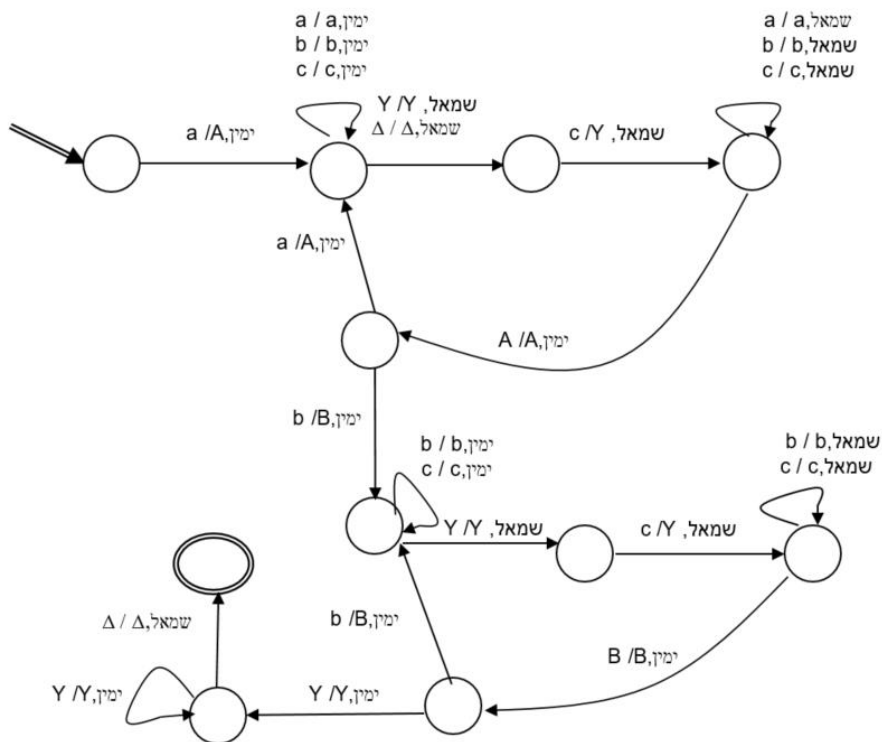 a / a,ימין
b / b,ימין
c / c,ימין
a / a,שמאל
b / b,שמאל
c / c,שמאל
a /A,ימין
Y /Y ,שמאל
Δ / Δ,שמאל
c /Y ,שמאל
a /A,ימין
A /A,ימין
b /B,ימין
b / b,ימין
c / c,ימין
b / b,שמאל
c / c,שמאל
Y /Y ,שמאל
c /Y ,שמאל
Δ / Δ,שמאל
b /B,ימין
B /B,ימין
Y /Y,ימין
Y /Y,ימין